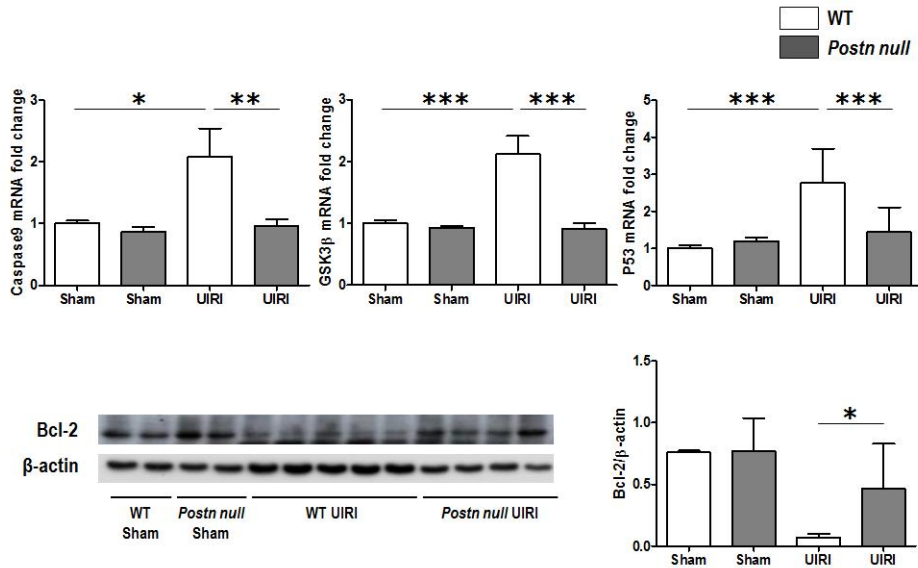 WT
Postn null
Caspase9 mRNA fold change
3
2
1
0
* **
Sham Sham UIRI UIRI
GSK3β mRNA fold change
3
2
1
0
*** ***
Sham Sham UIRI UIRI
P53 mRNA fold change
5
4
3
2
1
0
*** ***
Sham Sham UIRI UIRI
Bcl-2
β-actin
WT Sham
Postn null Sham
WT UIRI
Postn null UIRI
Bcl-2/β-actin
1.0
0.5
0.0
*
Sham Sham UIRI UIRI